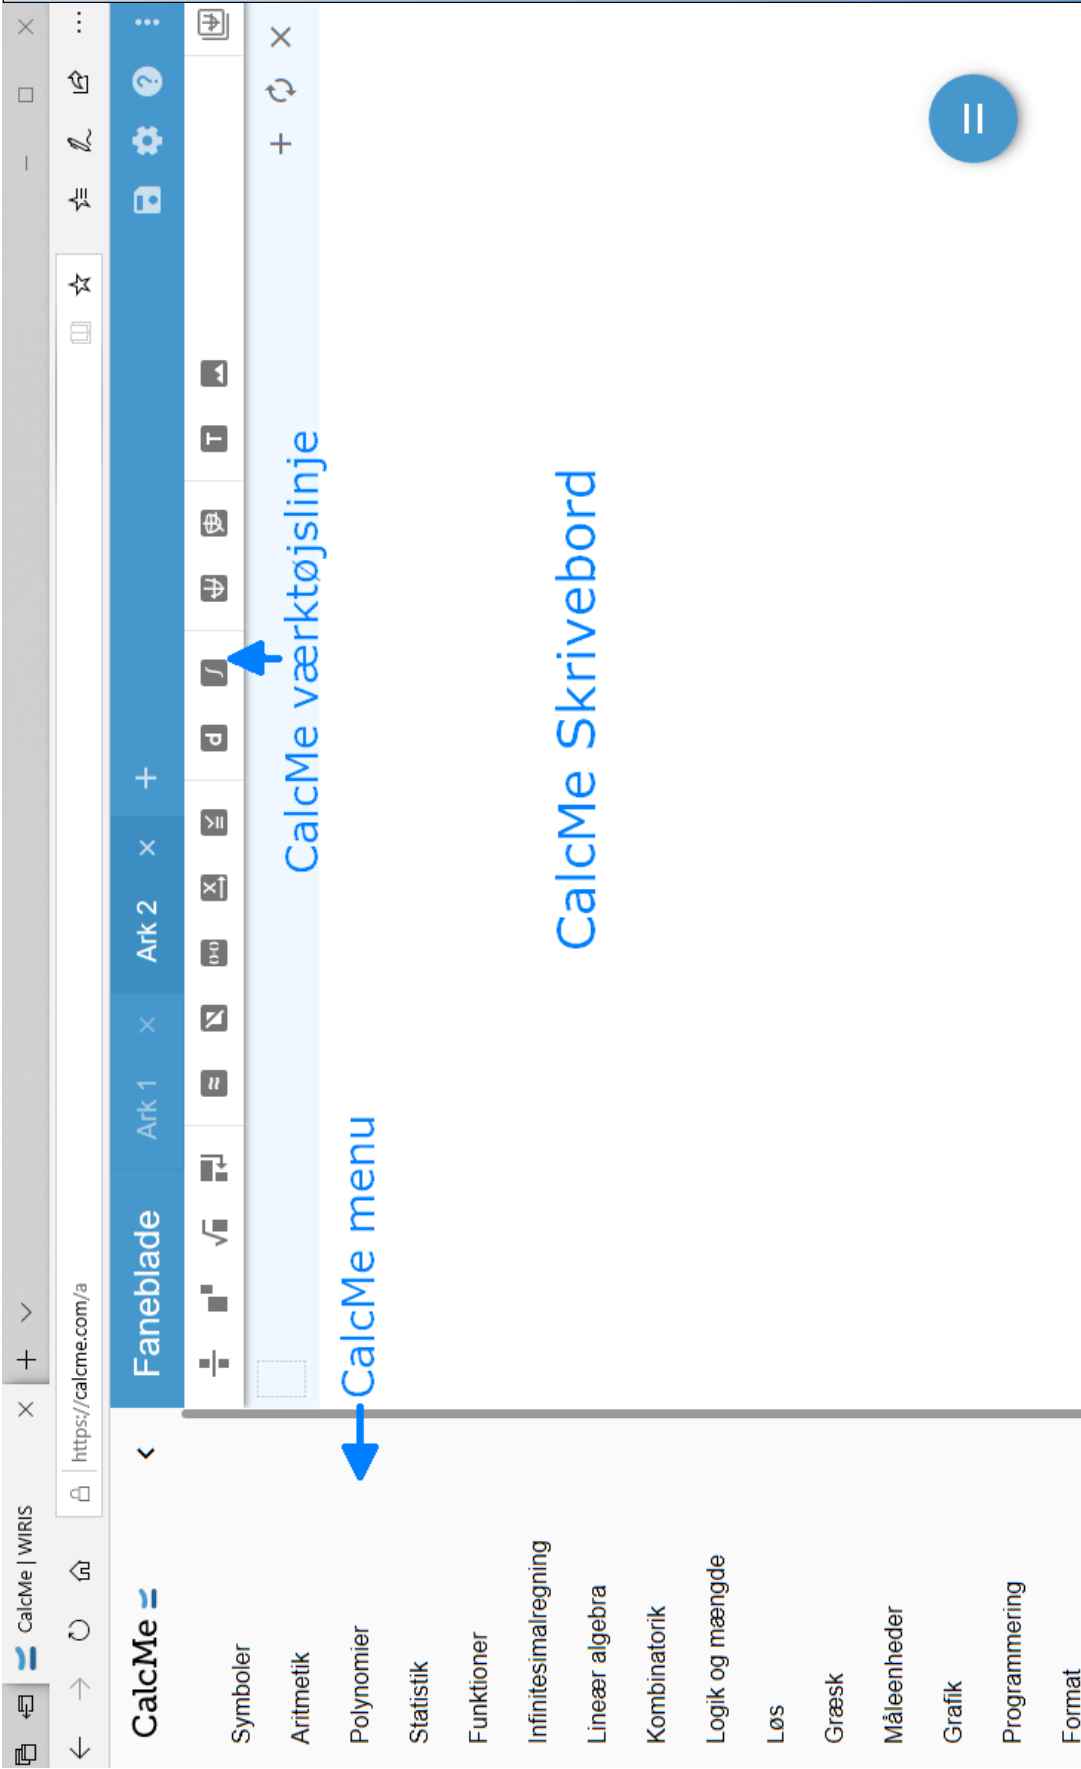 CalcMe | WIRIS
https://calcme.com/a
CalcMe
Faneblade
Ark 1
Ark 2
CalcMe værktøjslinje
CalcMe menu
CalcMe Skrivebord
Symboler
Aritmetik
Polynomier
Statistik
Funktioner
Infinitesimalregning
Lineær algebra
Kombinatorik
Logik og mængde
Løs
Græsk
Måleenheder
Grafik
Programmering
Format